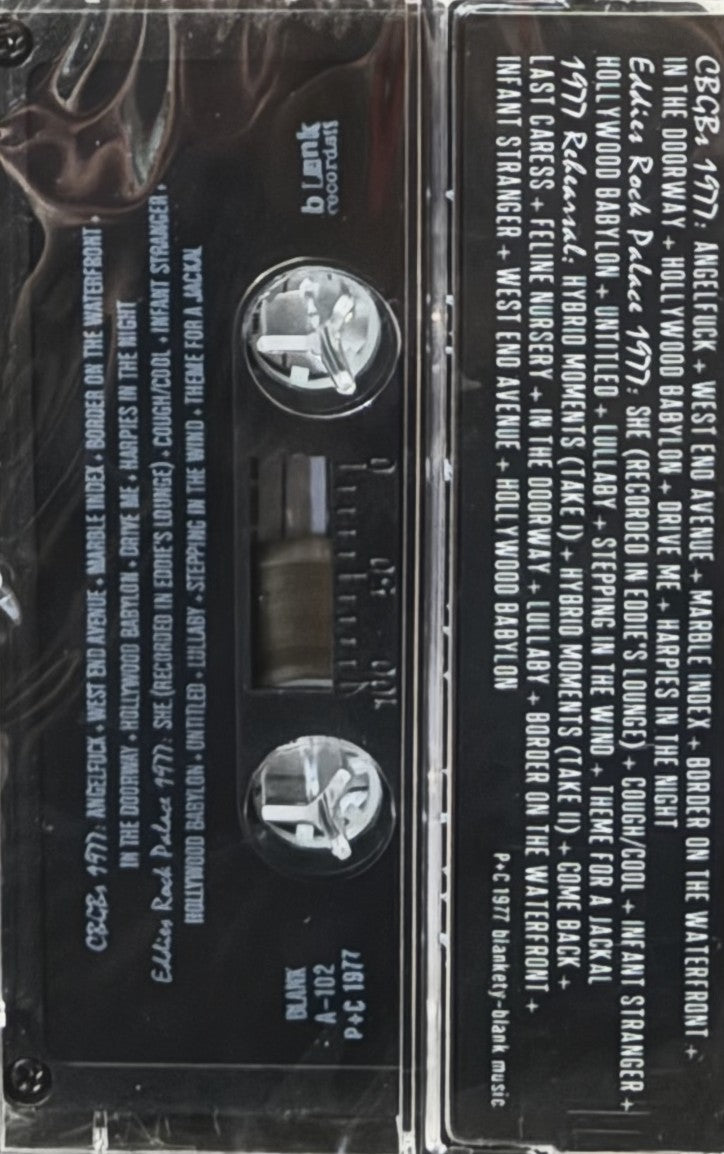 b lank
records!!
CBGBs 1977: ANGELFUCK + WEST END AVENUE + MARBLE INDEX + BORDER ON THE WATERFRONT +
IN THE DOORWAY + HOLLYWOOD BABYLON + DRIVE ME + HARPIES IN THE NIGHT
Eddies Rock Palace 1977: SHE (RECORDED IN EDDIE'S LOUNGE) + COUGH/COOL + INFANT STRANGER +
HOLLYWOOD BABYLON + UNTITLED + LULLABY + STEPPING IN THE WIND + THEME FOR A JACKAL
0
50
100
BLANK
A-102
P+C 1977
CBGBs 1977: ANGELFUCK + WEST END AVENUE + MARBLE INDEX + BORDER ON THE WATERFRONT +
IN THE DOORWAY + HOLLYWOOD BABYLON + DRIVE ME + HARPIES IN THE NIGHT
Eddies Rock Palace 1977: SHE (RECORDED IN EDDIE'S LOUNGE) + COUGH/COOL + INFANT STRANGER +
HOLLYWOOD BABYLON + UNTITLED + LULLABY + STEPPING IN THE WIND + THEME FOR A JACKAL
1977 Rehearsal: HYBRID MOMENTS (TAKE I) + HYBRID MOMENTS (TAKE II) + COME BACK +
LAST CARESS + FELINE NURSERY + IN THE DOORWAY + LULLABY + BORDER ON THE WATERFRONT +
INFANT STRANGER + WEST END AVENUE + HOLLYWOOD BABYLON
P+C 1977 blankety-blank music